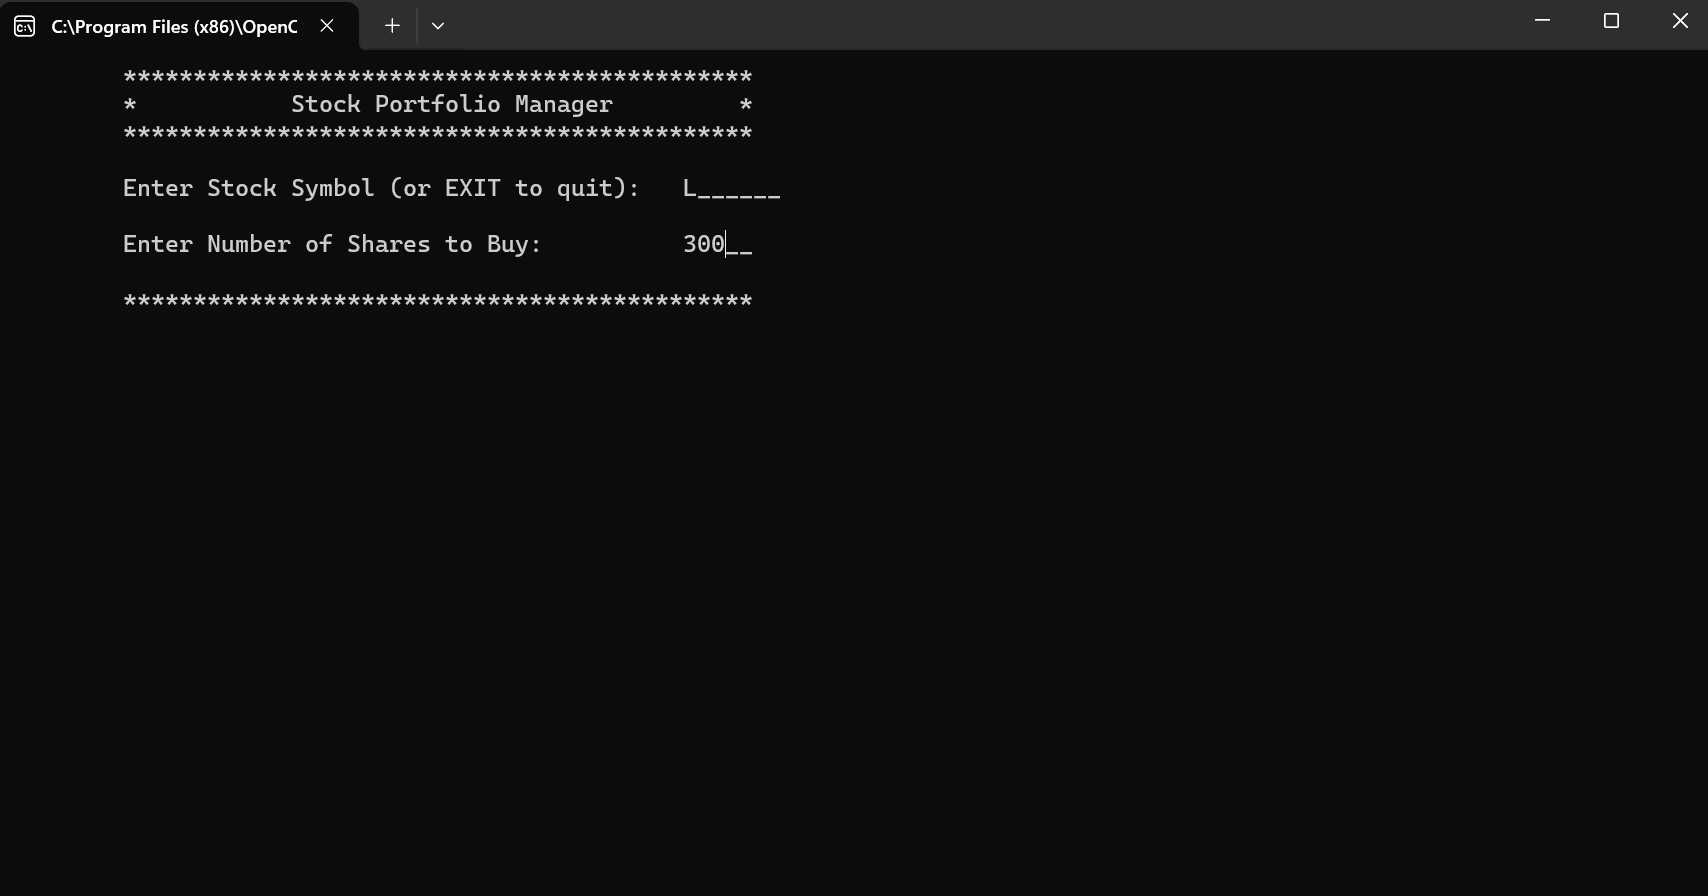 C:\Program Files (x86)\OpenC
*********************************************
* Stock Portfolio Manager *
*********************************************
Enter Stock Symbol (or EXIT to quit): L______
Enter Number of Shares to Buy: 300__
*********************************************